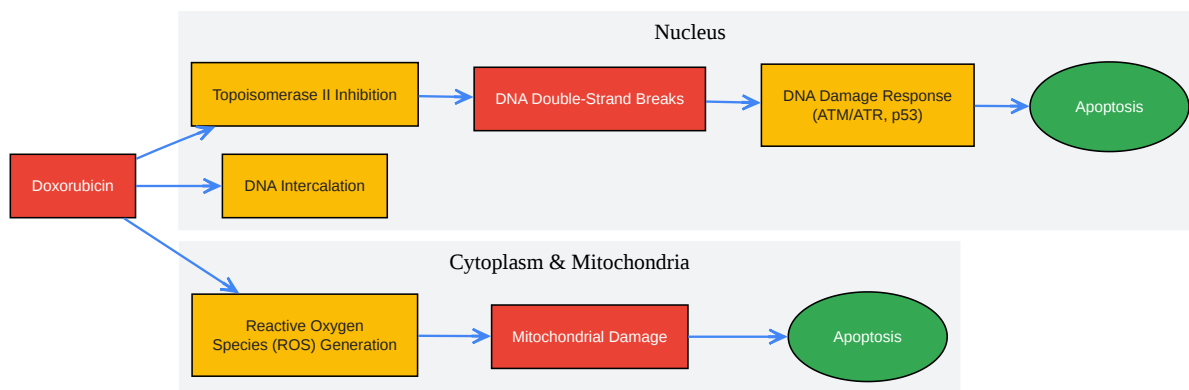 Nucleus
Topoisomerase II Inhibition
DNA Double-Strand Breaks
DNA Damage Response
(ATM/ATR, p53)
Apoptosis
Doxorubicin
DNA Intercalation
Cytoplasm & Mitochondria
Reactive Oxygen
Species (ROS) Generation
Mitochondrial Damage
Apoptosis